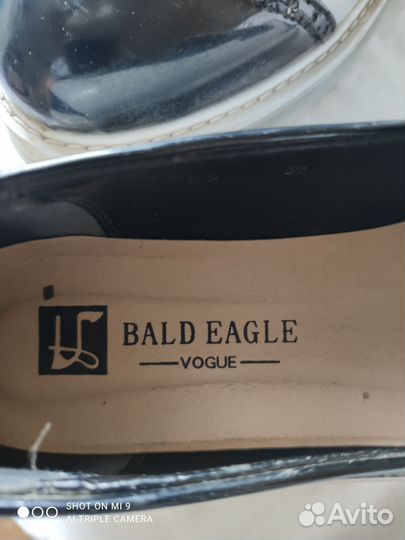 BALD EAGLE
VOGUE
SHOT ON MI 9
AI TRIPLE CAMERA
Avito